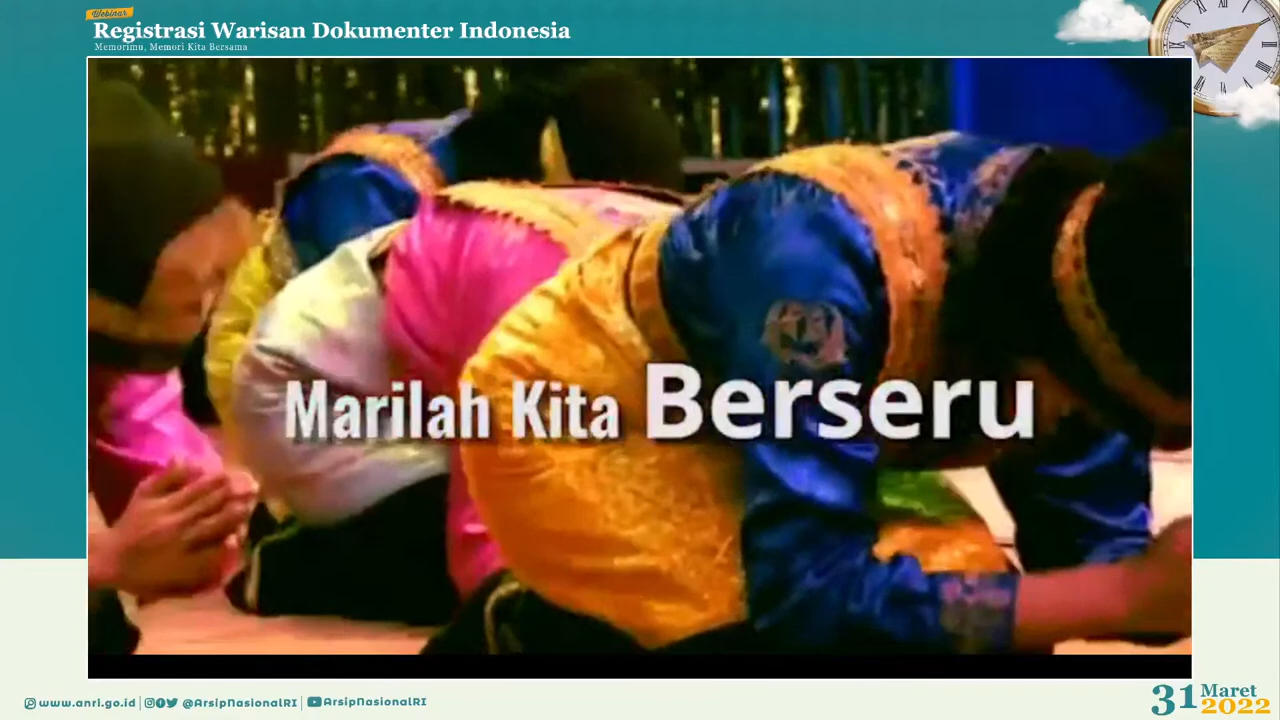 Webinar
Registrasi Warisan Dokumenter Indonesia
Memorimu, Memori Kita Bersama
Marilah Kita Berseru
www.anri.go.id | @ArsipNasionalRI | ArsipNasionalRI
31 Maret 2022